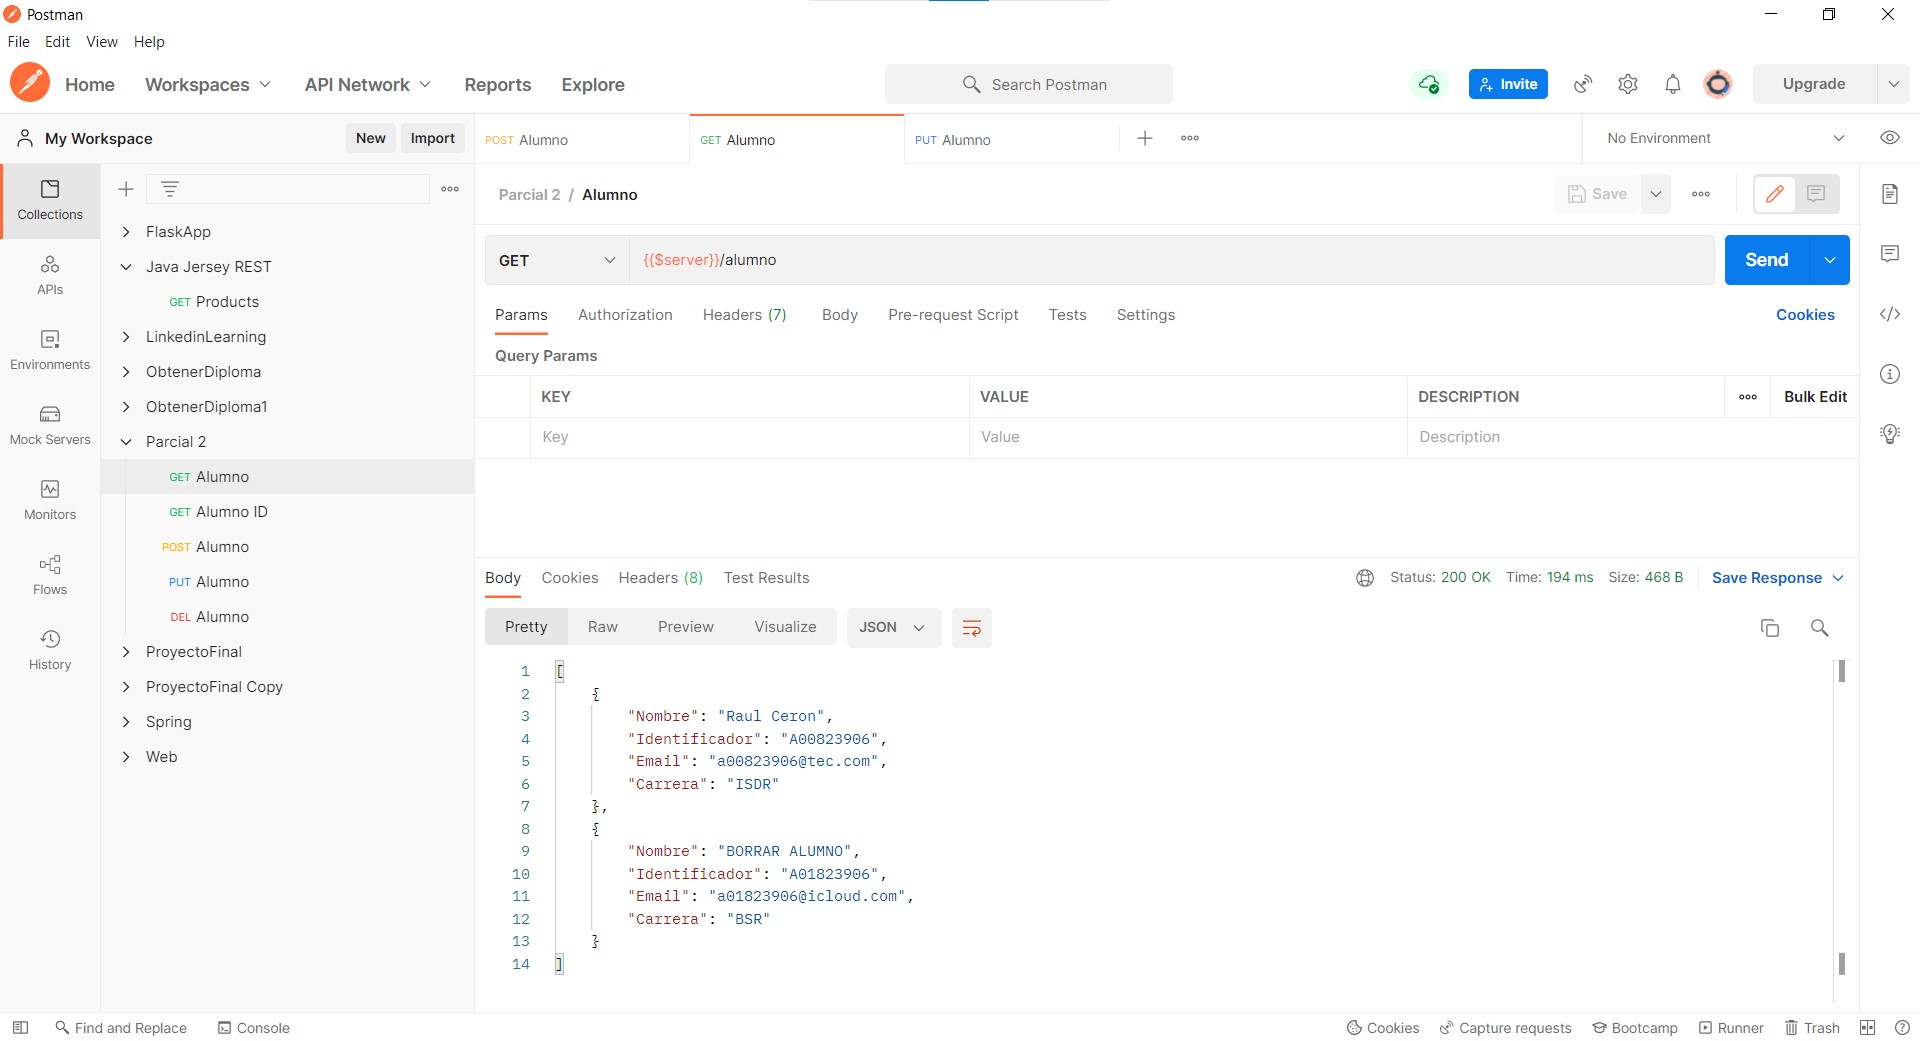 Postman
File Edit View Help
Home Workspaces API Network Reports Explore Search Postman Invite Upgrade
My Workspace New Import POST Alumno GET Alumno PUT Alumno No Environment
Collections
APIs
Environments
Mock Servers
Monitors
Flows
History
FlaskApp
Java Jersey REST
GET Products
LinkedinLearning
ObtenerDiploma
ObtenerDiploma1
Parcial 2
GET Alumno
GET Alumno ID
POST Alumno
PUT Alumno
DEL Alumno
ProyectoFinal
ProyectoFinal Copy
Spring
Web
Parcial 2 / Alumno Save
GET {{$server}}/alumno Send
Params Authorization Headers (7) Body Pre-request Script Tests Settings Cookies
Query Params
KEY VALUE DESCRIPTION Bulk Edit
Key Value Description
Body Cookies Headers (8) Test Results Status: 200 OK Time: 194 ms Size: 468 B Save Response
Pretty Raw Preview Visualize JSON
1 [
2 {
3 "Nombre": "Raul Ceron",
4 "Identificador": "A00823906",
5 "Email": "a00823906@tec.com",
6 "Carrera": "ISDR"
7 },
8 {
9 "Nombre": "BORRAR ALUMNO",
10 "Identificador": "A01823906",
11 "Email": "a01823906@icloud.com",
12 "Carrera": "BSR"
13 }
14 ]
Find and Replace Console Cookies Capture requests Bootcamp Runner Trash